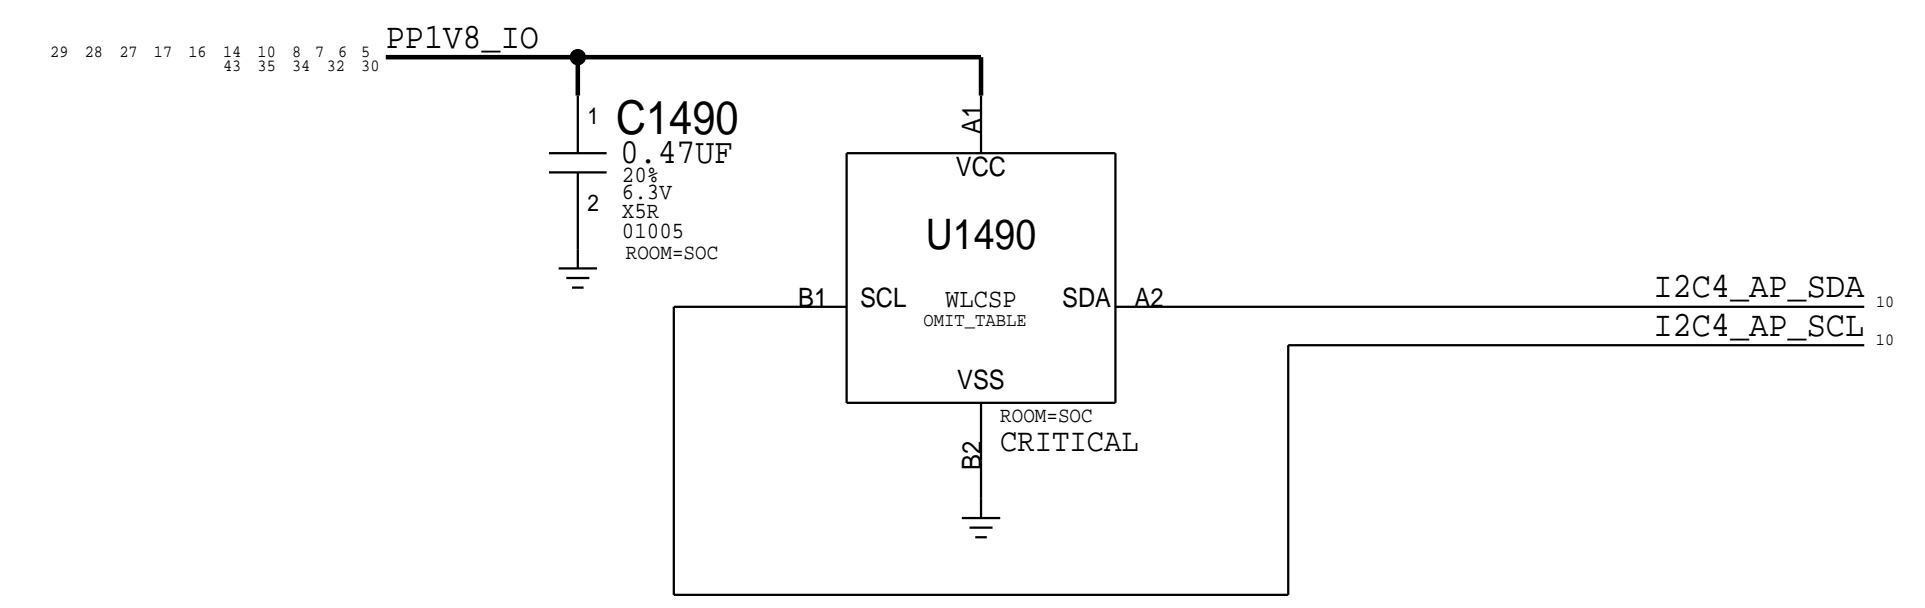 PP1V8_IO
29 28 27 17 16 14 10 8 7 6 5
43 35 34 32 30
1
C1490
0.47UF
20%
6.3V
X5R
01005
ROOM=SOC
2
A1
VCC
U1490
B1 SCL WLCSP SDA A2
OMIT_TABLE
I2C4_AP_SDA 10
I2C4_AP_SCL 10
VSS
ROOM=SOC
CRITICAL
B2